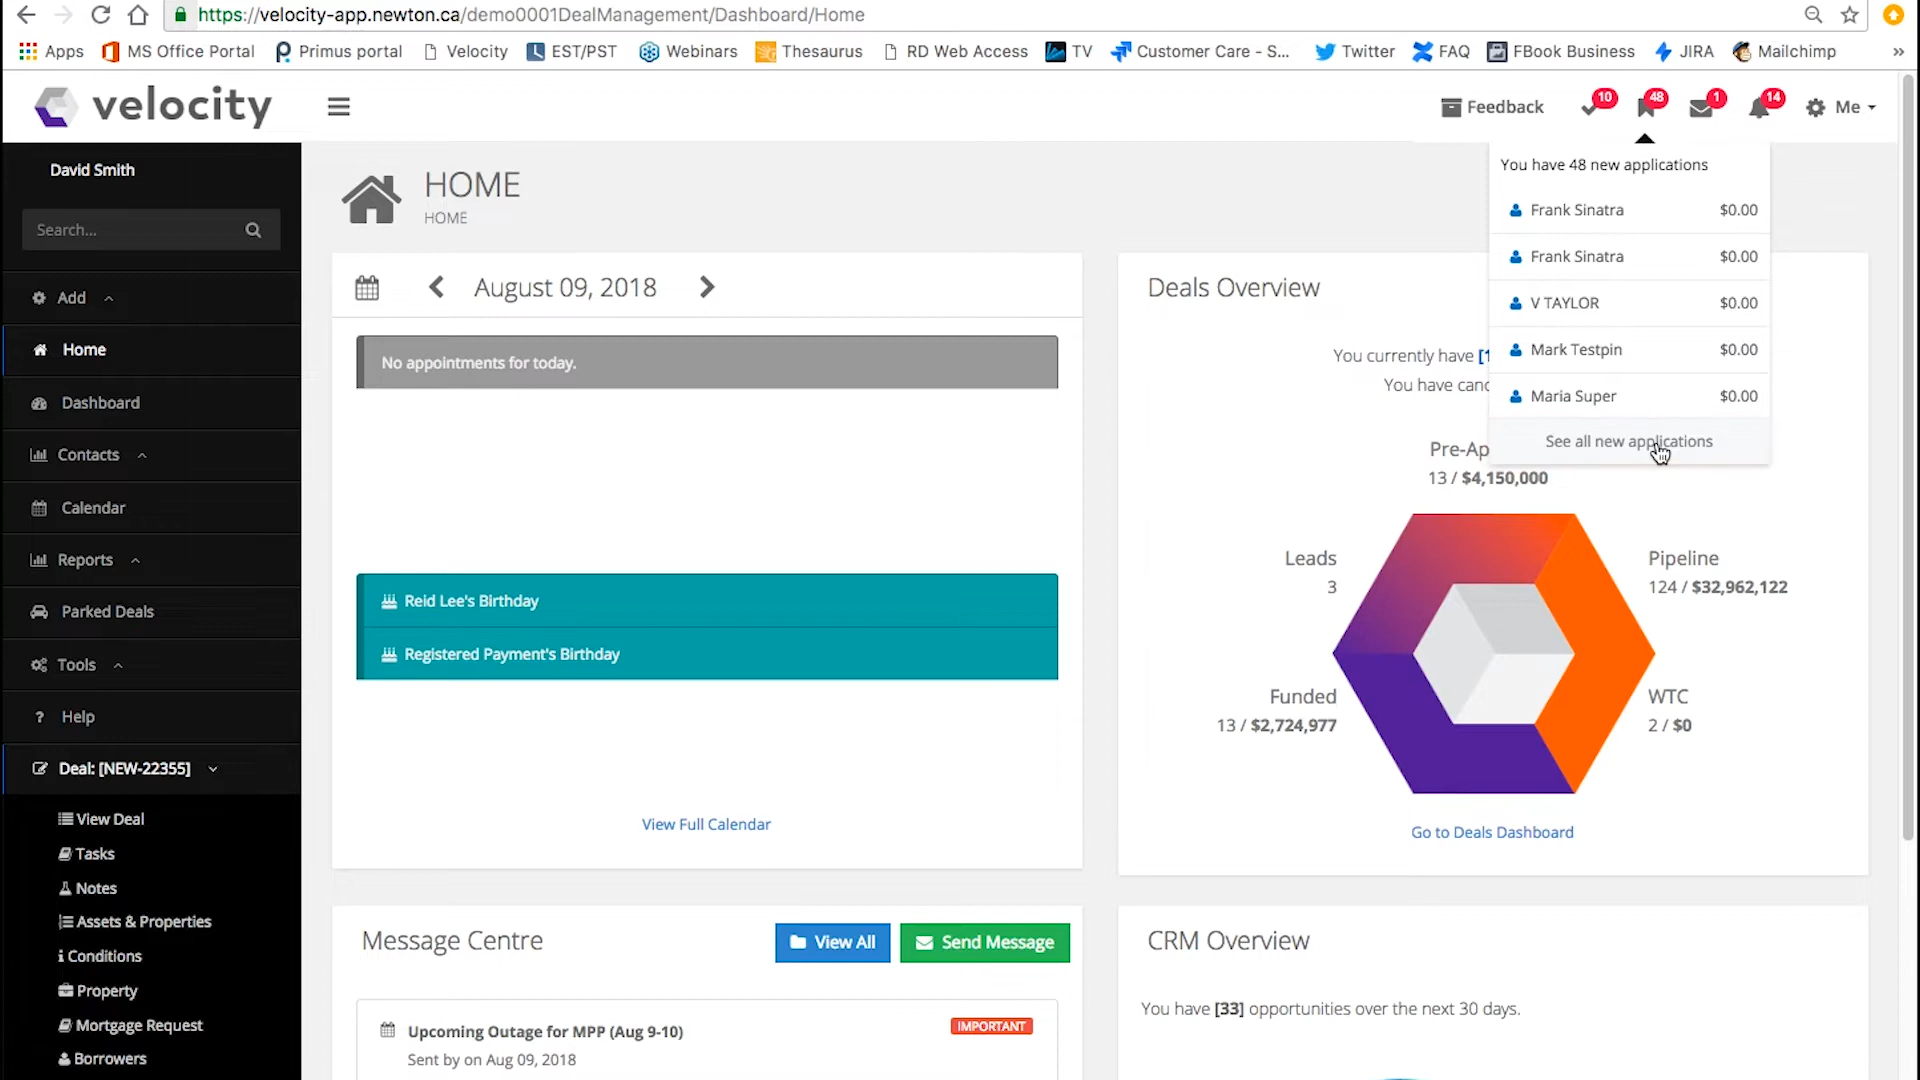 https://velocity-app.newton.ca/demo0001DealManagement/Dashboard/Home
Apps MS Office Portal Primus portal Velocity EST/PST Webinars Thesaurus RD Web Access TV Customer Care - S... Twitter FAQ FBook Business JIRA Mailchimp »
velocity
Feedback 10 48 1 14 Me
David Smith
Search...
Add
Home
Dashboard
Contacts
Calendar
Reports
Parked Deals
Tools
? Help
Deal: [NEW-22355]
View Deal
Tasks
Notes
Assets & Properties
Conditions
Property
Mortgage Request
Borrowers
HOME
HOME
August 09, 2018
No appointments for today.
Reid Lee's Birthday
Registered Payment's Birthday
View Full Calendar
Deals Overview
You currently have [1
You have canc
You have 48 new applications
Frank Sinatra $0.00
Frank Sinatra $0.00
V TAYLOR $0.00
Mark Testpin $0.00
Maria Super $0.00
See all new applications
Pre-Ap
13 / $4,150,000
Leads
3
Pipeline
124 / $32,962,122
Funded
13 / $2,724,977
WTC
2 / $0
Go to Deals Dashboard
Message Centre
View All
Send Message
Upcoming Outage for MPP (Aug 9-10)
IMPORTANT
Sent by on Aug 09, 2018
CRM Overview
You have [33] opportunities over the next 30 days.